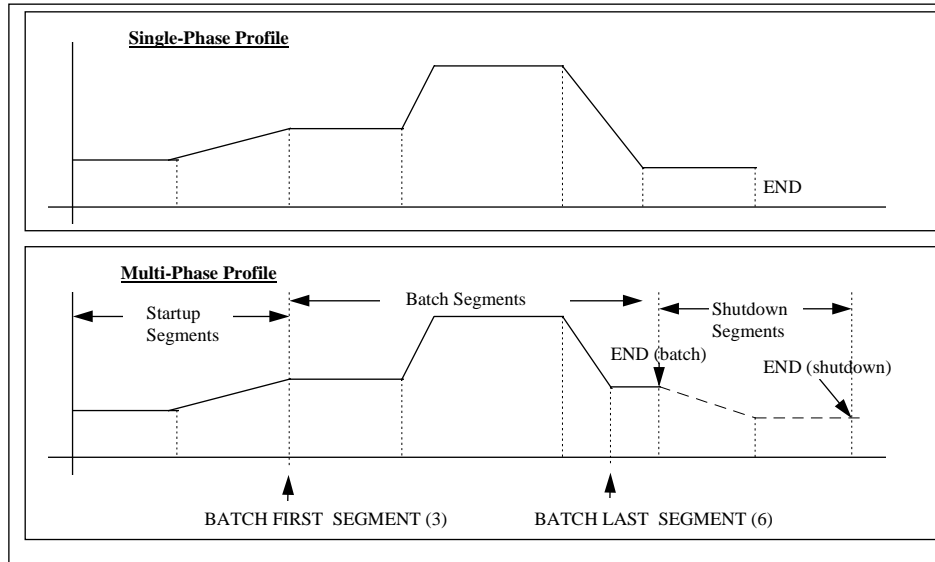 Single-Phase Profile
END
Multi-Phase Profile
Startup
Segments
Batch Segments
Shutdown
Segments
END (batch)
END (shutdown)
BATCH FIRST SEGMENT (3)
BATCH LAST SEGMENT (6)